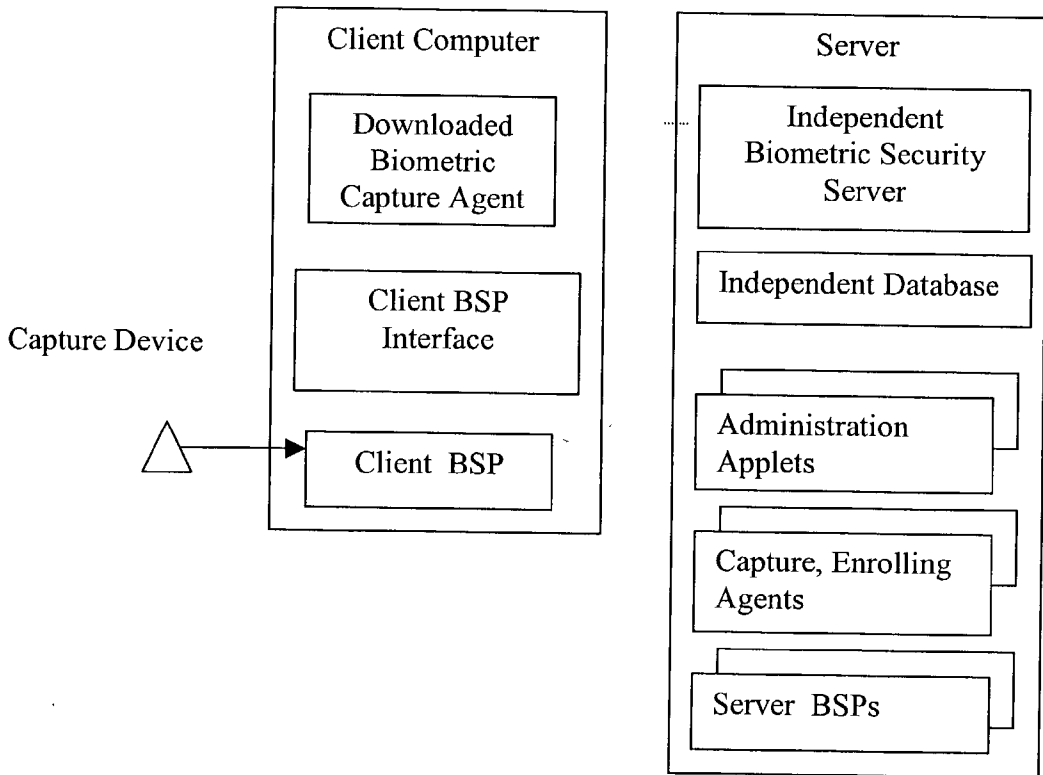 Client Computer
Downloaded
Biometric
Capture Agent
Client BSP
Interface
Capture Device
Client BSP
Server
Independent
Biometric Security
Server
Independent Database
Administration
Applets
Capture, Enrolling
Agents
Server BSPs